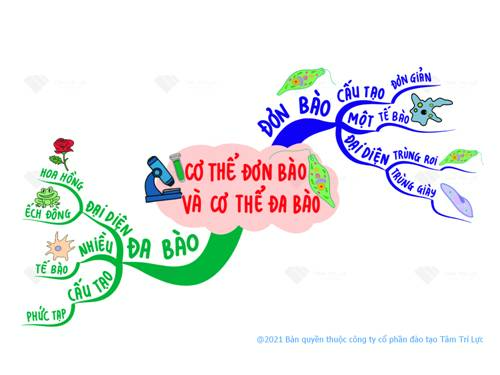 CƠ THỂ ĐƠN BÀO
VÀ CƠ THỂ ĐA BÀO
ĐƠN BÀO
CẤU TẠO
ĐƠN GIẢN
MỘT TẾ BÀO
ĐẠI DIỆN
TRÙNG ROI
TRÙNG GIÀY
ĐA BÀO
ĐẠI DIỆN
HOA HỒNG
ẾCH ĐỒNG
CẤU TẠO
NHIỀU
TẾ BÀO
PHỨC TẠP
@2021 Bản quyền thuộc công ty cổ phần đào tạo Tâm Trí Lực